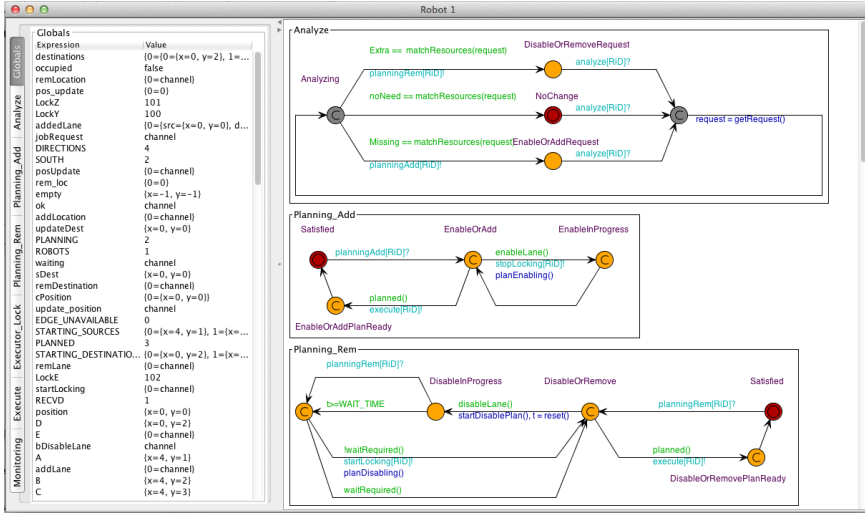 Robot 1
Globals
Analyze
Planning_Add
Planning_Rem
Executor_Lock
Execute
Monitoring
Globals
Expression Value
destinations {0={0={x=0, y=2}, 1=...
occupied false
remLocation {0=channel}
pos_update {0=0}
LockZ 101
LockY 100
addedLane {0={src={x=0, y=0}, d...
jobRequest channel
DIRECTIONS 4
SOUTH 2
posUpdate {0=channel}
rem_loc {0=0}
empty {x=-1, y=-1}
ok channel
addLocation {0=channel}
updateDest {x=0, y=0}
PLANNING 2
ROBOTS 1
waiting channel
sDest {x=0, y=0}
remDestination {0=channel}
cPosition {0={x=0, y=0}}
update_position channel
EDGE_UNAVAILABLE 0
STARTING_SOURCES {0={x=4, y=1}, 1={x=...
PLANNED 3
STARTING_DESTINATIO... {0={x=0, y=2}, 1={x=...
remLane {0=channel}
LockE 102
startLocking {0=channel}
RECVD 1
position {x=0, y=0}
D {x=0, y=2}
E {0=channel}
bDisableLane channel
A {x=4, y=1}
addLane {0=channel}
B {x=4, y=2}
C {x=4, y=3}
Analyze
DisableOrRemoveRequest
Extra == matchResources(request)
analyze[RiD]?
planningRem[RiD]!
Analyzing
noNeed == matchResources(request)
NoChange
analyze[RiD]?
C
C
request = getRequest()
Missing == matchResources(request)
EnableOrAddRequest
analyze[RiD]?
planningAdd[RiD]!
Planning_Add
Satisfied EnableOrAdd EnableInProgress
planningAdd[RiD]?
enableLane()
C
C
stopLocking[RiD]!
planEnabling()
planned()
C
execute[RiD]!
EnableOrAddPlanReady
Planning_Rem
planningRem[RiD]?
DisableInProgress DisableOrRemove Satisfied
t>=WAIT_TIME
disableLane()
planningRem[RiD]?
C
C
startDisablePlan(), t = reset()
!waitRequired()
planned()
startLocking[RiD]!
execute[RiD]!
C
planDisabling()
DisableOrRemovePlanReady
waitRequired()